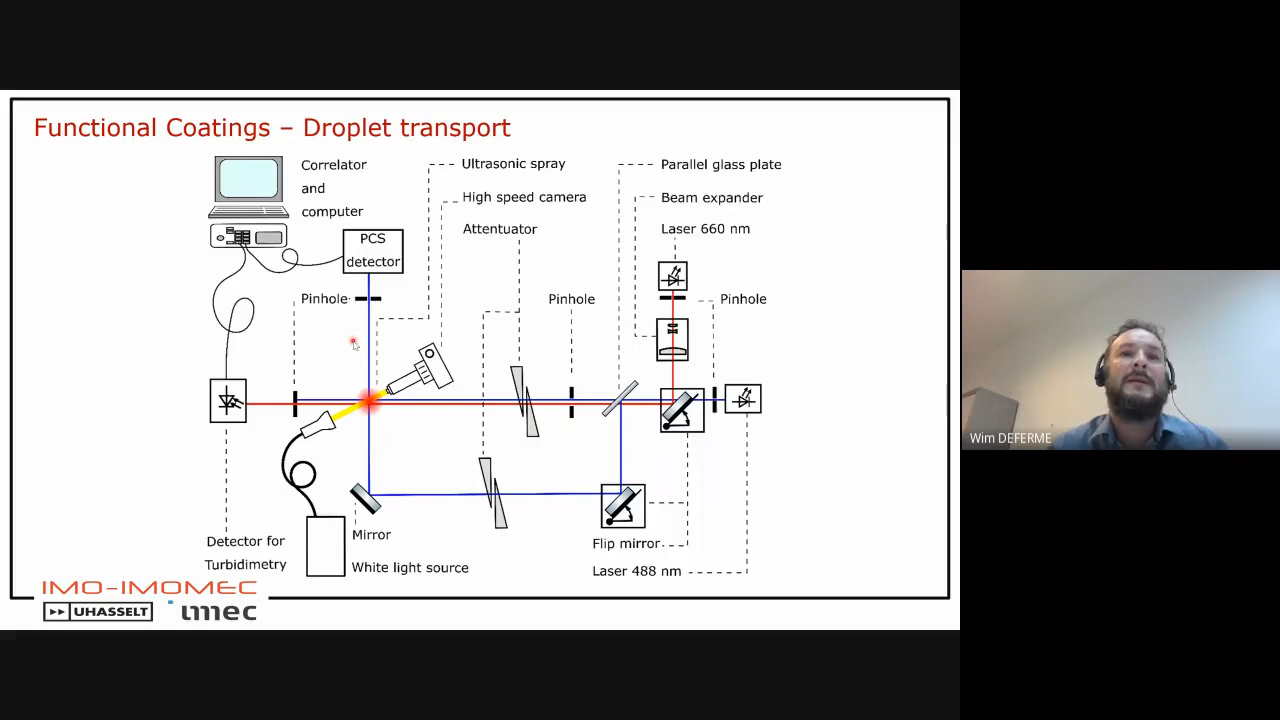 Functional Coatings – Droplet transport
Correlator
and
computer
Ultrasonic spray
Parallel glass plate
High speed camera
Beam expander
Attentuator
Laser 660 nm
PCS
detector
Pinhole
Pinhole
Pinhole
Wim DEFERME
Mirror
Detector for
Turbidimetry
Flip mirror
White light source
Laser 488 nm
IMO-IMOMEC
UHASSELT
imec